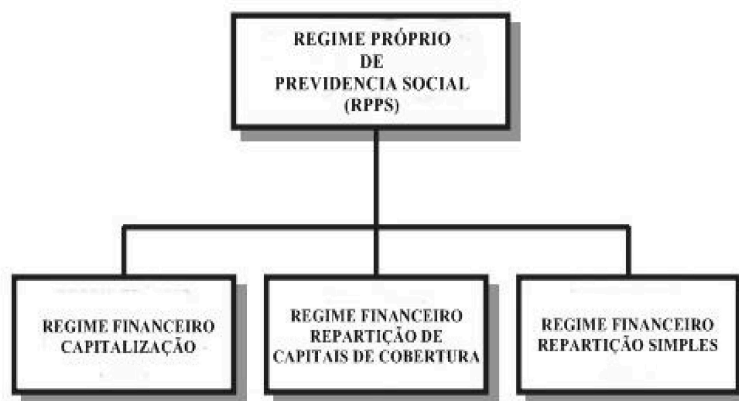 REGIME PRÓPRIO
DE
PREVIDENCIA SOCIAL
(RPPS)
REGIME FINANCEIRO
CAPITALIZAÇÃO
REGIME FINANCEIRO
REPARTIÇÃO DE
CAPITAIS DE COBERTURA
REGIME FINANCEIRO
REPARTIÇÃO SIMPLES